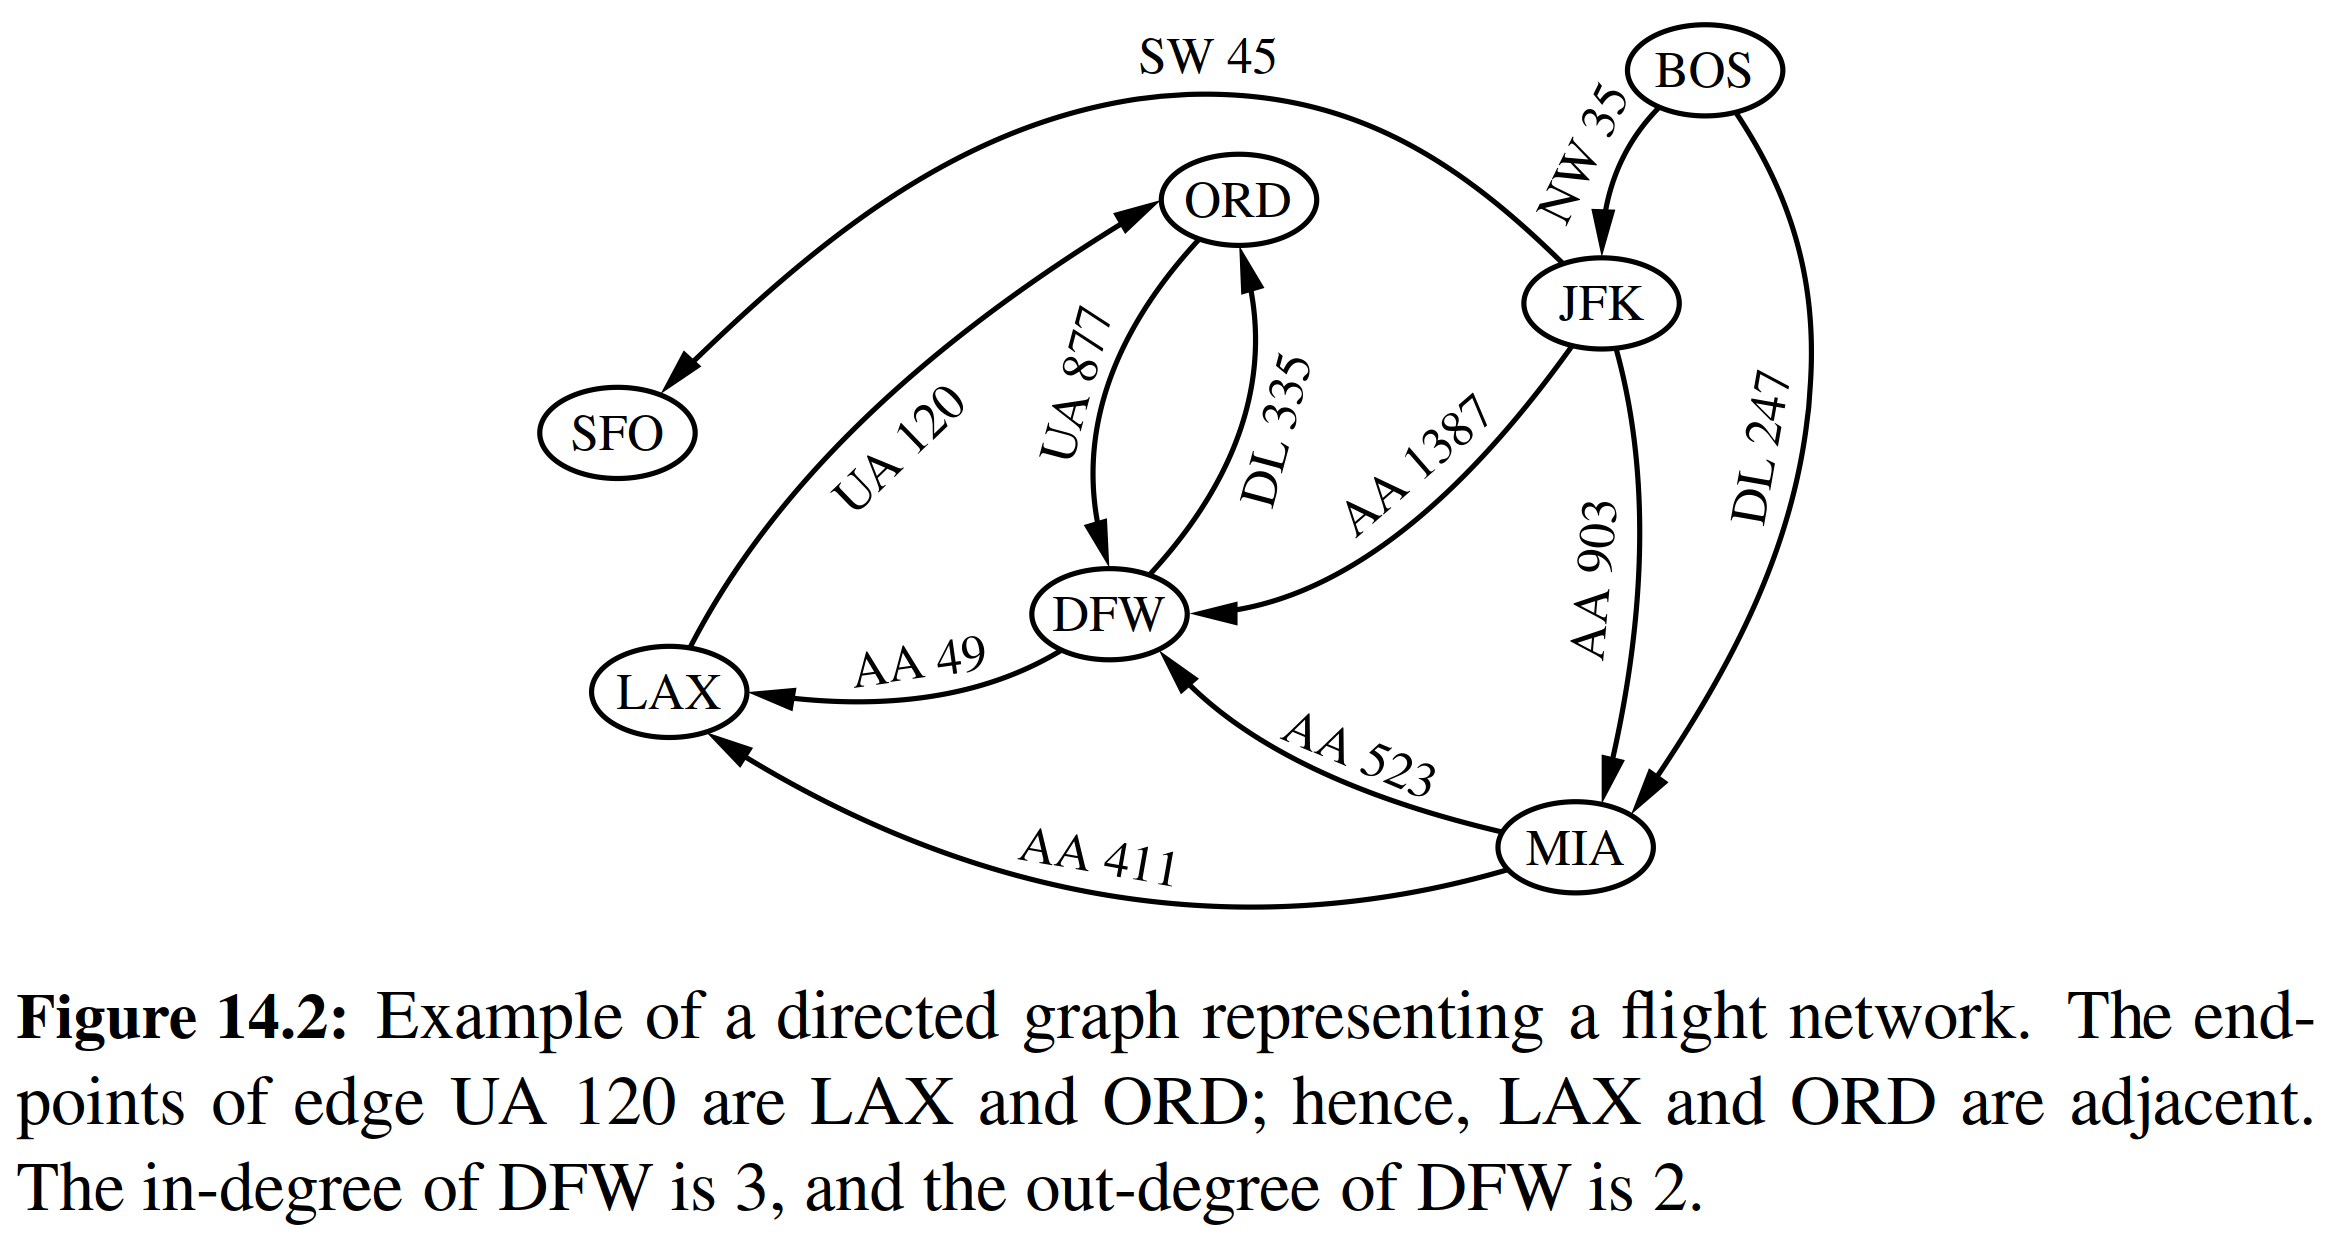 SW 45
BOS
NW 35
ORD
JFK
UA 877
DL 335
SFO
UA 120
AA 1387
DL 247
AA 903
DFW
AA 49
LAX
AA 523
MIA
AA 411
Figure 14.2: Example of a directed graph representing a flight network. The end-
points of edge UA 120 are LAX and ORD; hence, LAX and ORD are adjacent.
The in-degree of DFW is 3, and the out-degree of DFW is 2.